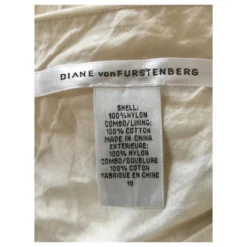 DIANE vonFURSTENBERG
SHELL:
100%NYLON
COMBO/LINING:
100% COTTON
MADE IN CHINA
EXTERIEURE:
100%NYLON
COMBO/DOUBLURE
100% COTON
FABRIQUE EN CHINE
10